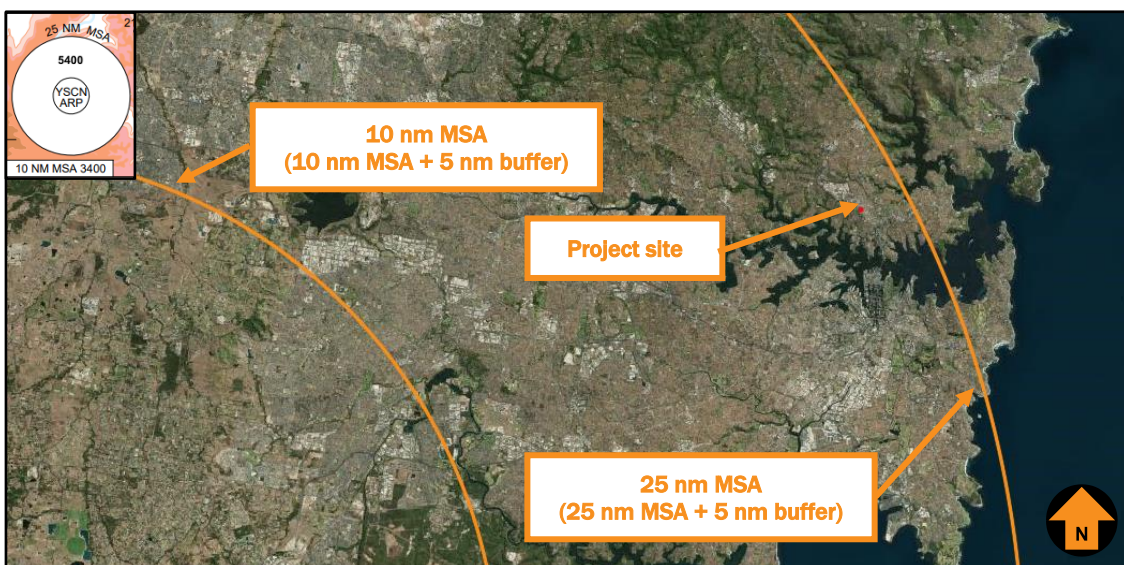 25 NM MSA
21
5400
YSCN
ARP
10 NM MSA 3400
10 nm MSA
(10 nm MSA + 5 nm buffer)
Project site
25 nm MSA
(25 nm MSA + 5 nm buffer)
N